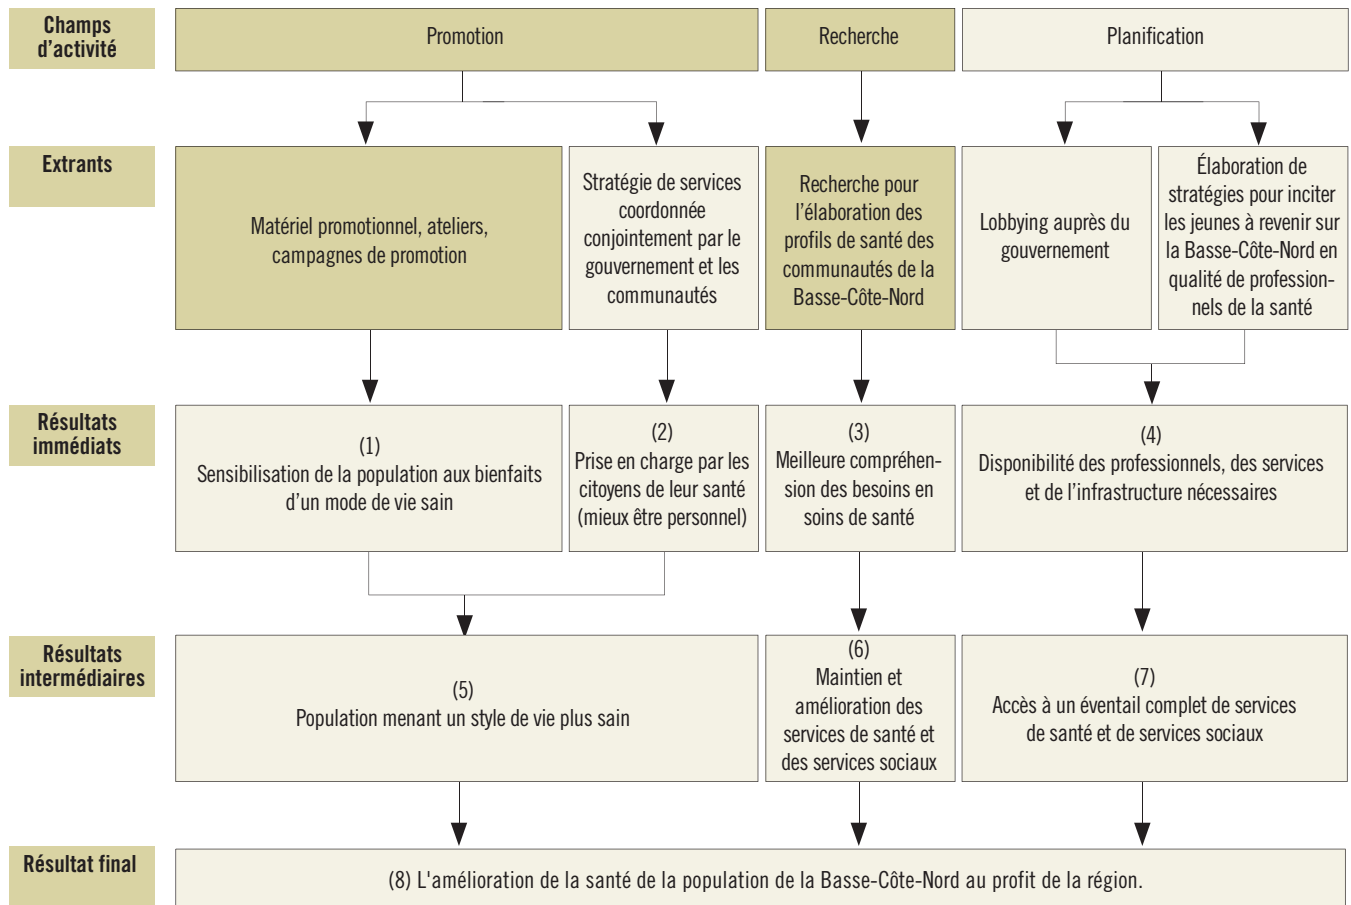 Champs
d’activité
Promotion
Recherche
Planification
Extrants
Matériel promotionnel, ateliers,
campagnes de promotion
Stratégie de services
coordonnée
conjointement par le
gouvernement et les
communautés
Recherche pour
l’élaboration des
profils de santé des
communautés de la
Basse-Côte-Nord
Lobbying auprès du
gouvernement
Élaboration de
stratégies pour inciter
les jeunes à revenir sur
la Basse-Côte-Nord en
qualité de profession-
nels de la santé
Résultats
immédiats
(1)
Sensibilisation de la population aux bienfaits
d’un mode de vie sain
(2)
Prise en charge par les
citoyens de leur santé
(mieux être personnel)
(3)
Meilleure compréhen-
sion des besoins en
soins de santé
(4)
Disponibilité des professionnels, des services
et de l’infrastructure nécessaires
Résultats
intermédiaires
(5)
Population menant un style de vie plus sain
(6)
Maintien et
amélioration des
services de santé et
des services sociaux
(7)
Accès à un éventail complet de services
de santé et de services sociaux
Résultat final
(8) L'amélioration de la santé de la population de la Basse-Côte-Nord au profit de la région.